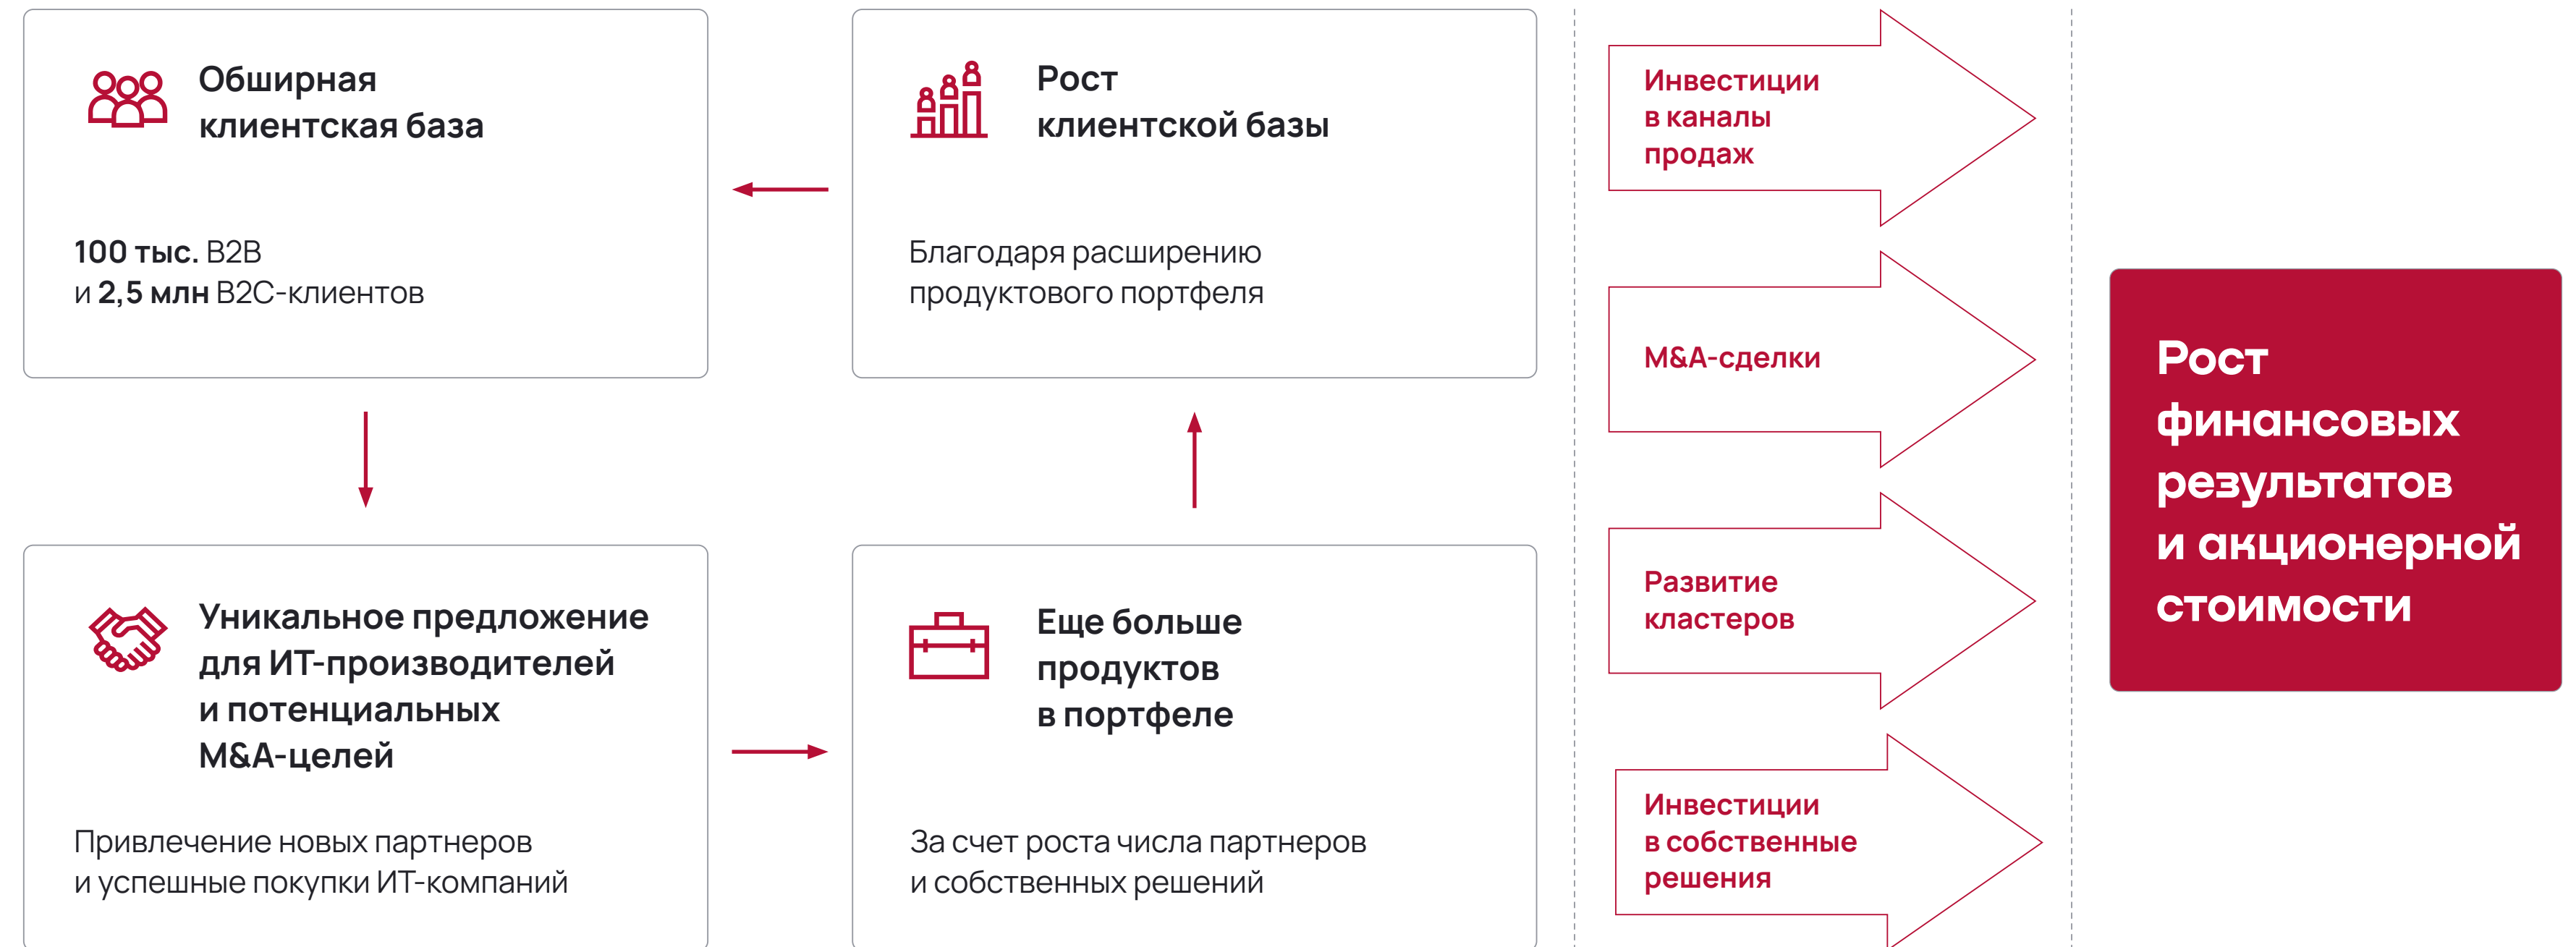 Обширная
клиентская база
100 тыс. B2B
и 2,5 млн B2C-клиентов
Рост
клиентской базы
Благодаря расширению
продуктового портфеля
Уникальное предложение
для ИТ-производителей
и потенциальных
M&A-целей
Привлечение новых партнеров
и успешные покупки ИТ-компаний
Еще больше
продуктов
в портфеле
За счет роста числа партнеров
и собственных решений
Инвестиции
в каналы
продаж
M&A-сделки
Развитие
кластеров
Инвестиции
в собственные
решения
Рост
финансовых
результатов
и акционерной
стоимости